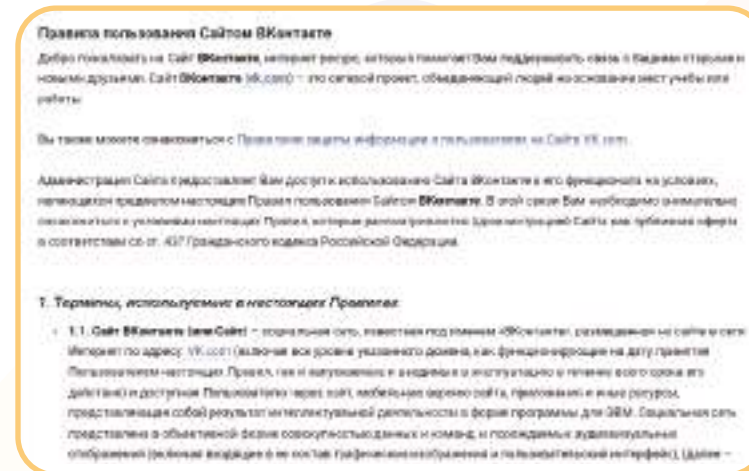 Правила пользования Сайтом ВКонтакте
Добро пожаловать на Сайт ВКонтакте, интернет ресурс, который помогает Вам поддерживать связь с Вашими старыми и
новыми друзьями. Сайт ВКонтакте (vk.com) – это сетевой проект, объединяющий людей на основании мест учебы или
работы.
Вы также можете ознакомиться с Правилами защиты информации о пользователях на Сайте VK.com.
Администрация Сайта предоставляет Вам доступ к использованию Сайта ВКонтакте и его функционала на условиях,
являющихся предметом настоящих Правил пользования Сайтом ВКонтакте. В этой связи Вам необходимо внимательно
ознакомиться с условиями настоящих Правил, которые рассматриваются Администрацией Сайта как публичная оферта
в соответствии со ст. 437 Гражданского кодекса Российской Федерации.
1. Термины, используемые в настоящих Правилах
1.1. Сайт ВКонтакте (или Сайт) – социальная сеть, известная под именем «ВКонтакте», размещенная на сайте в сети
Интернет по адресу: VK.com (включая все уровни указанного домена, как функционирующие на дату принятия
Пользователем настоящих Правил, так и запускаемые и вводимые в эксплуатацию в течение всего срока его
действия) и доступная Пользователю через сайт, мобильную версию сайта, приложения и иные ресурсы,
представляющая собой результат интеллектуальной деятельности в форме программы для ЭВМ. Социальная сеть
представлена в объективной форме совокупностью данных и команд, и порождаемых аудиовизуальных
отображений (включая входящие в ее состав графические изображения и пользовательский интерфейс), (далее –